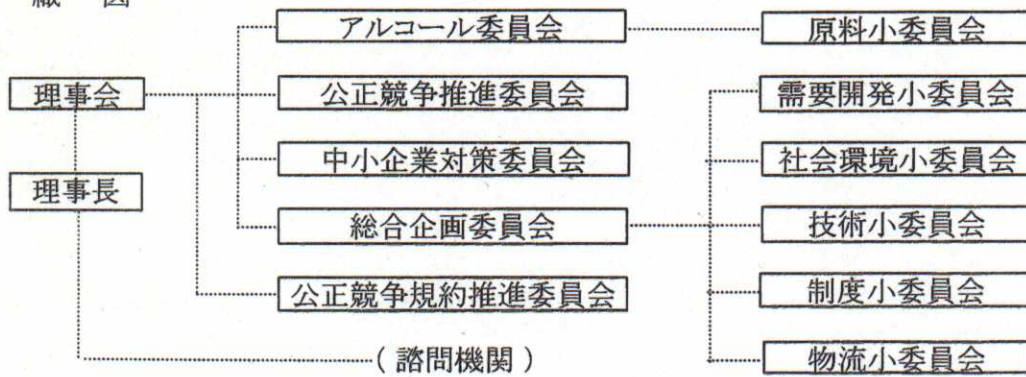 織 図
アルコール委員会 原料小委員会
理事会 公正競争推進委員会 需要開発小委員会
中小企業対策委員会 社会環境小委員会
理事長
総合企画委員会 技術小委員会
公正競争規約推進委員会 制度小委員会
(諮問機関) 物流小委員会